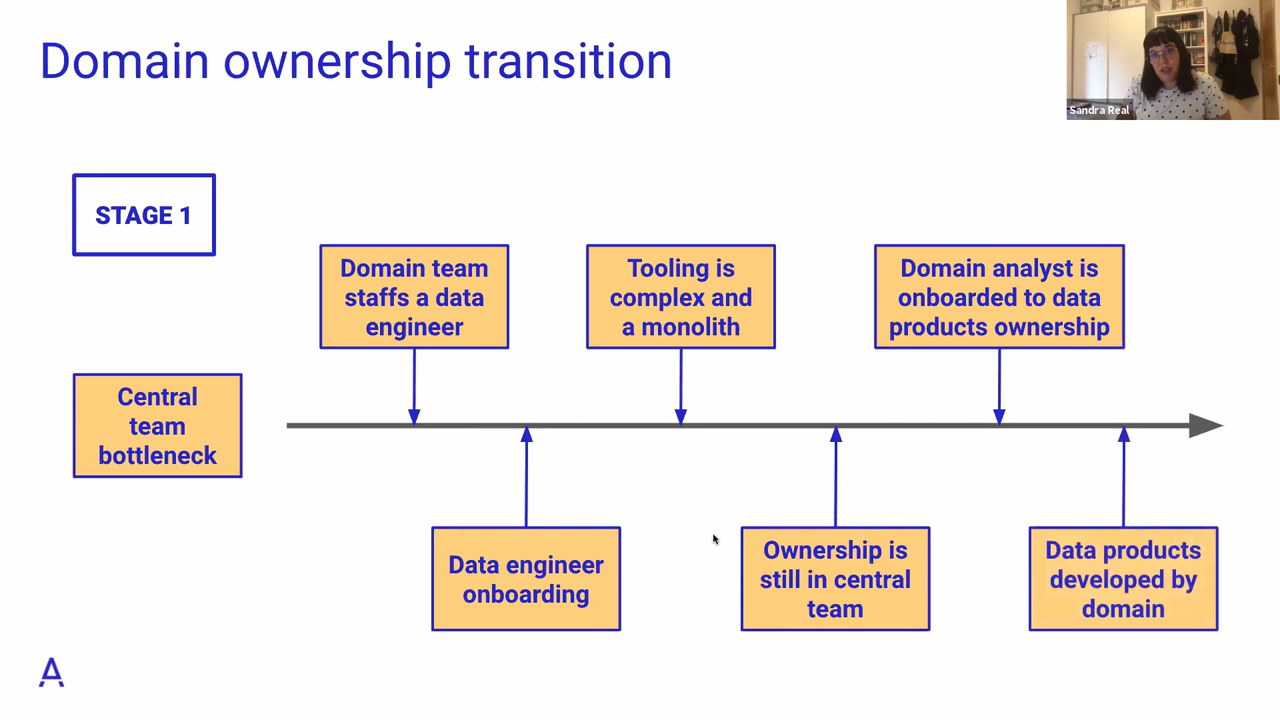 Domain ownership transition
Sandra Real
STAGE 1
Domain team
staffs a data
engineer
Tooling is
complex and
a monolith
Domain analyst is
onboarded to data
products ownership
Central
team
bottleneck
Data engineer
onboarding
Ownership is
still in central
team
Data products
developed by
domain